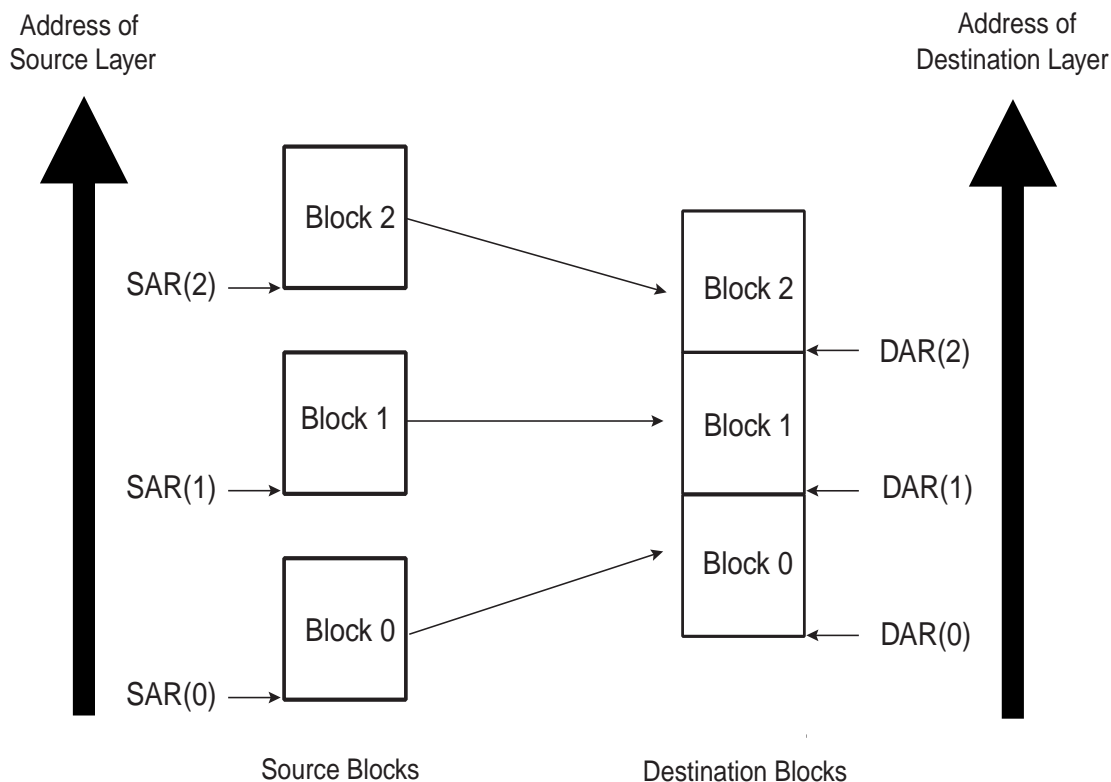 Address of
Source Layer
Address of
Destination Layer
Block 2
SAR(2)
Block 2
DAR(2)
Block 1
Block 1
SAR(1)
DAR(1)
Block 0
Block 0
DAR(0)
SAR(0)
Source Blocks
Destination Blocks